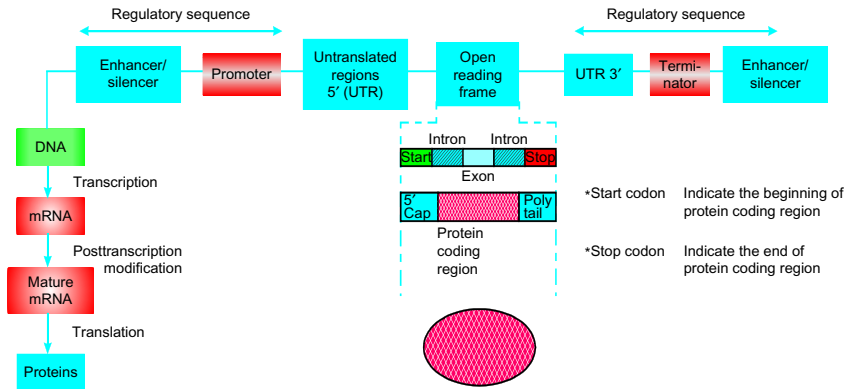 Regulatory sequence
Regulatory sequence
Enhancer/
silencer
Promoter
Untranslated
regions
5′ (UTR)
Open
reading
frame
UTR 3′
Termi-
nator
Enhancer/
silencer
DNA
Transcription
mRNA
Posttranscription
modification
Mature
mRNA
Translation
Proteins
Intron
Intron
Start
Stop
Exon
5′
Cap
Poly
tail
Protein
coding
region
*Start codon Indicate the beginning of
protein coding region
*Stop codon Indicate the end of
protein coding region